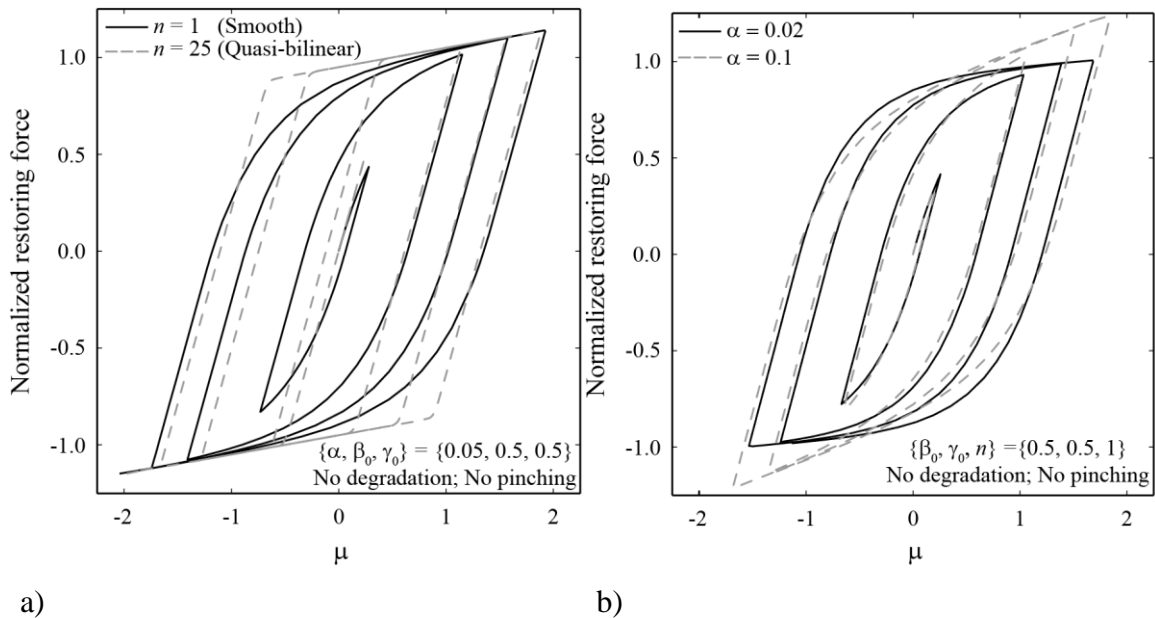 n = 1 (Smooth)
n = 25 (Quasi-bilinear)
1.0
0.5
0.0
-0.5
-1.0
Normalized restoring force
{α, β₀, γ₀} = {0.05, 0.5, 0.5}
No degradation; No pinching
-2 -1 0 1 2
μ
a)
α = 0.02
α = 0.1
1.0
0.5
0.0
-0.5
-1.0
Normalized restoring force
{β₀, γ₀, n} ={0.5, 0.5, 1}
No degradation; No pinching
-2 -1 0 1 2
μ
b)